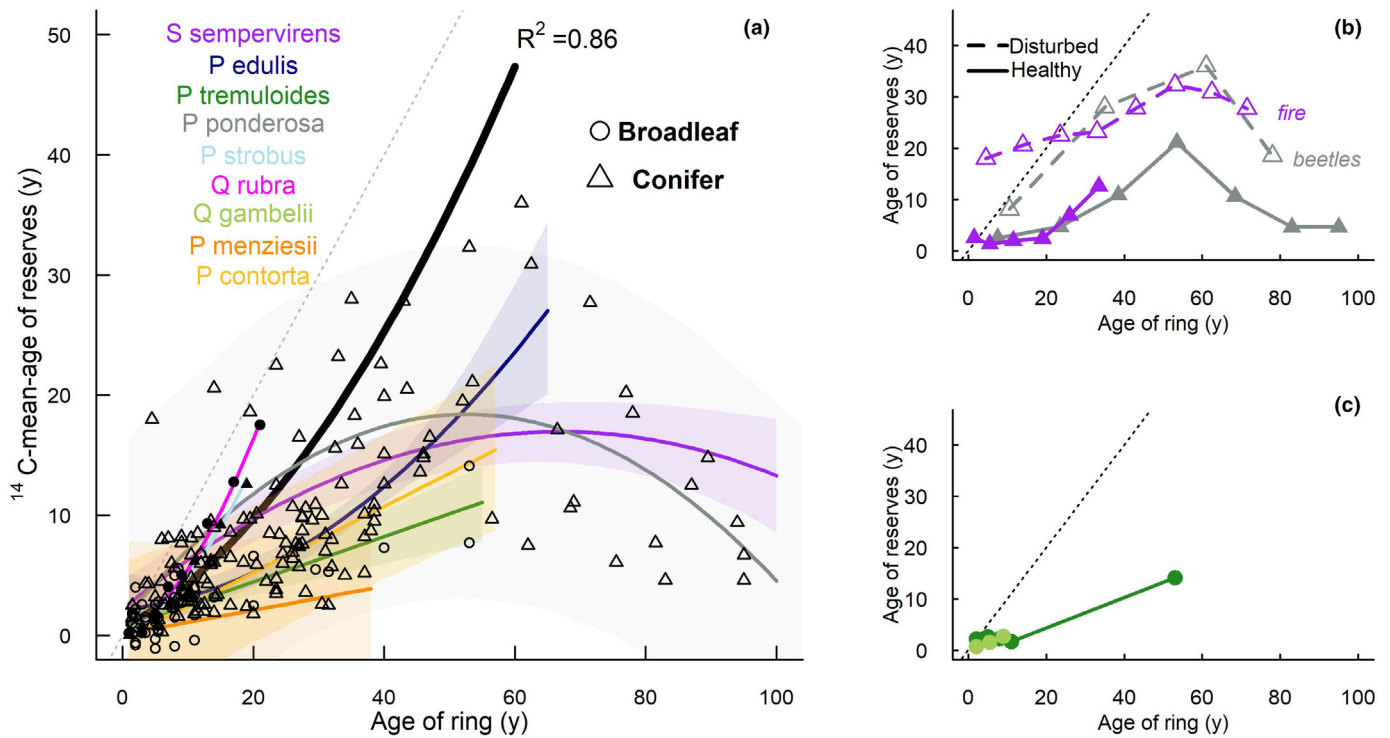 (a)
R² =0.86
S sempervirens
P edulis
P tremuloides
P ponderosa
P strobus
Q rubra
Q gambelii
P menziesii
P contorta
Broadleaf
Conifer
¹⁴C-mean-age of reserves (y)
50
40
30
20
10
0
0 20 40 60 80 100
Age of ring (y)
(b)
Disturbed
Healthy
fire
beetles
Age of reserves (y)
40
30
20
10
0
0 20 40 60 80 100
Age of ring (y)
(c)
Age of reserves (y)
40
30
20
10
0
0 20 40 60 80 100
Age of ring (y)